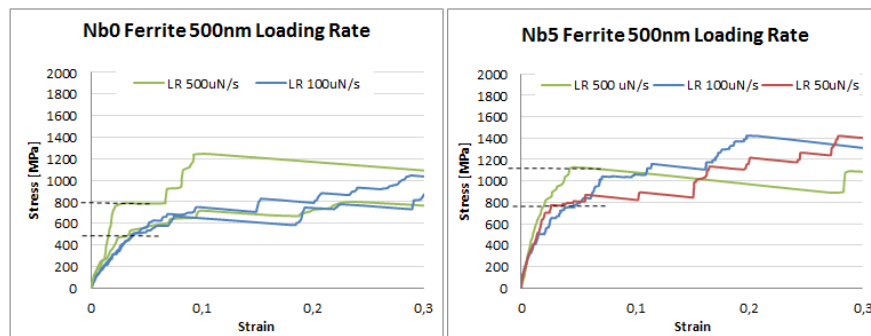 Nb0 Ferrite 500nm Loading Rate
LR 500uN/s
LR 100uN/s
Stress [MPa]
2000
1800
1600
1400
1200
1000
800
600
400
200
0
0
0,1
0,2
0,3
Strain
Nb5 Ferrite 500nm Loading Rate
LR 500 uN/s
LR 100uN/s
LR 50uN/s
Stress [MPa]
2000
1800
1600
1400
1200
1000
800
600
400
200
0
0
0,1
0,2
0,3
Strain